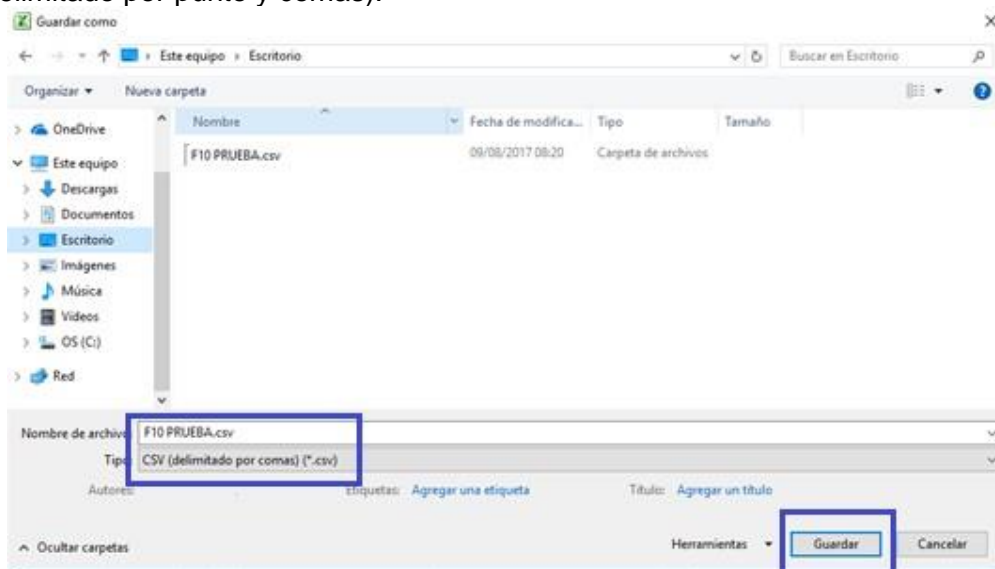 elimitado por punto y comas).
Guardar como
Este equipo › Escritorio
Buscar en Escritorio
Organizar
Nueva carpeta
Nombre
Fecha de modifica...
Tipo
Tamaño
F10 PRUEBA.csv
09/08/2017 08:20
Carpeta de archivos
OneDrive
Este equipo
Descargas
Documentos
Escritorio
Imágenes
Música
Vídeos
OS (C:)
Red
Nombre de archivo
F10 PRUEBA.csv
Tipo
CSV (delimitado por comas) (*.csv)
Autores:
Etiquetas: Agregar una etiqueta
Título: Agregar un título
Ocultar carpetas
Herramientas
Guardar
Cancelar